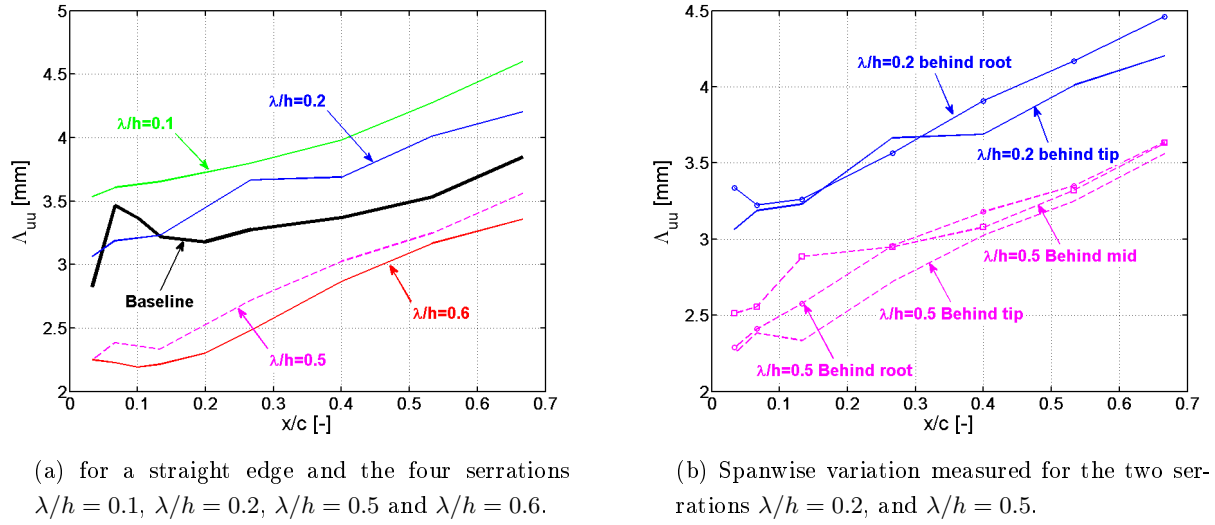 5
4.5
4
3.5
3
2.5
2
Λuu [mm]
λ/h=0.1
λ/h=0.2
Baseline
λ/h=0.6
λ/h=0.5
0 0.1 0.2 0.3 0.4 0.5 0.6 0.7
x/c [-]
(a) for a straight edge and the four serrations
λ/h = 0.1, λ/h = 0.2, λ/h = 0.5 and λ/h = 0.6.
4.5
4
3.5
3
2.5
2
Λuu [mm]
λ/h=0.2 behind root
λ/h=0.2 behind tip
λ/h=0.5 Behind mid
λ/h=0.5 Behind tip
λ/h=0.5 Behind root
0 0.1 0.2 0.3 0.4 0.5 0.6 0.7
x/c [-]
(b) Spanwise variation measured for the two ser-
rations λ/h = 0.2, and λ/h = 0.5.